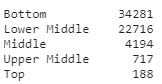 Bottom 34281
Lower Middle 22716
Middle 4194
Upper Middle 717
Top 188